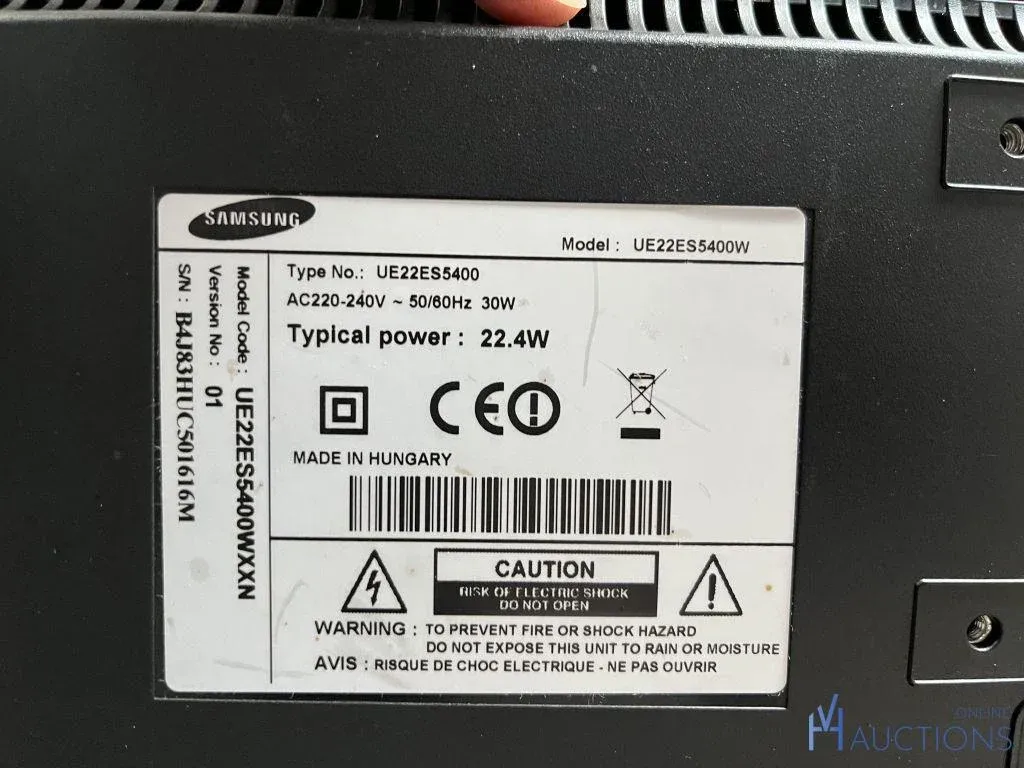 SAMSUNG
Model : UE22ES5400W
Type No.: UE22ES5400
AC220-240V ~ 50/60Hz 30W
Typical power : 22.4W
CE
MADE IN HUNGARY
Model Code : UE22ES5400WXXN
Version No : 01
S/N : B4J83HUC501616M
CAUTION
RISK OF ELECTRIC SHOCK
DO NOT OPEN
WARNING : TO PREVENT FIRE OR SHOCK HAZARD
DO NOT EXPOSE THIS UNIT TO RAIN OR MOISTURE
AVIS : RISQUE DE CHOC ELECTRIQUE - NE PAS OUVRIR
ONLINE
AUCTIONS